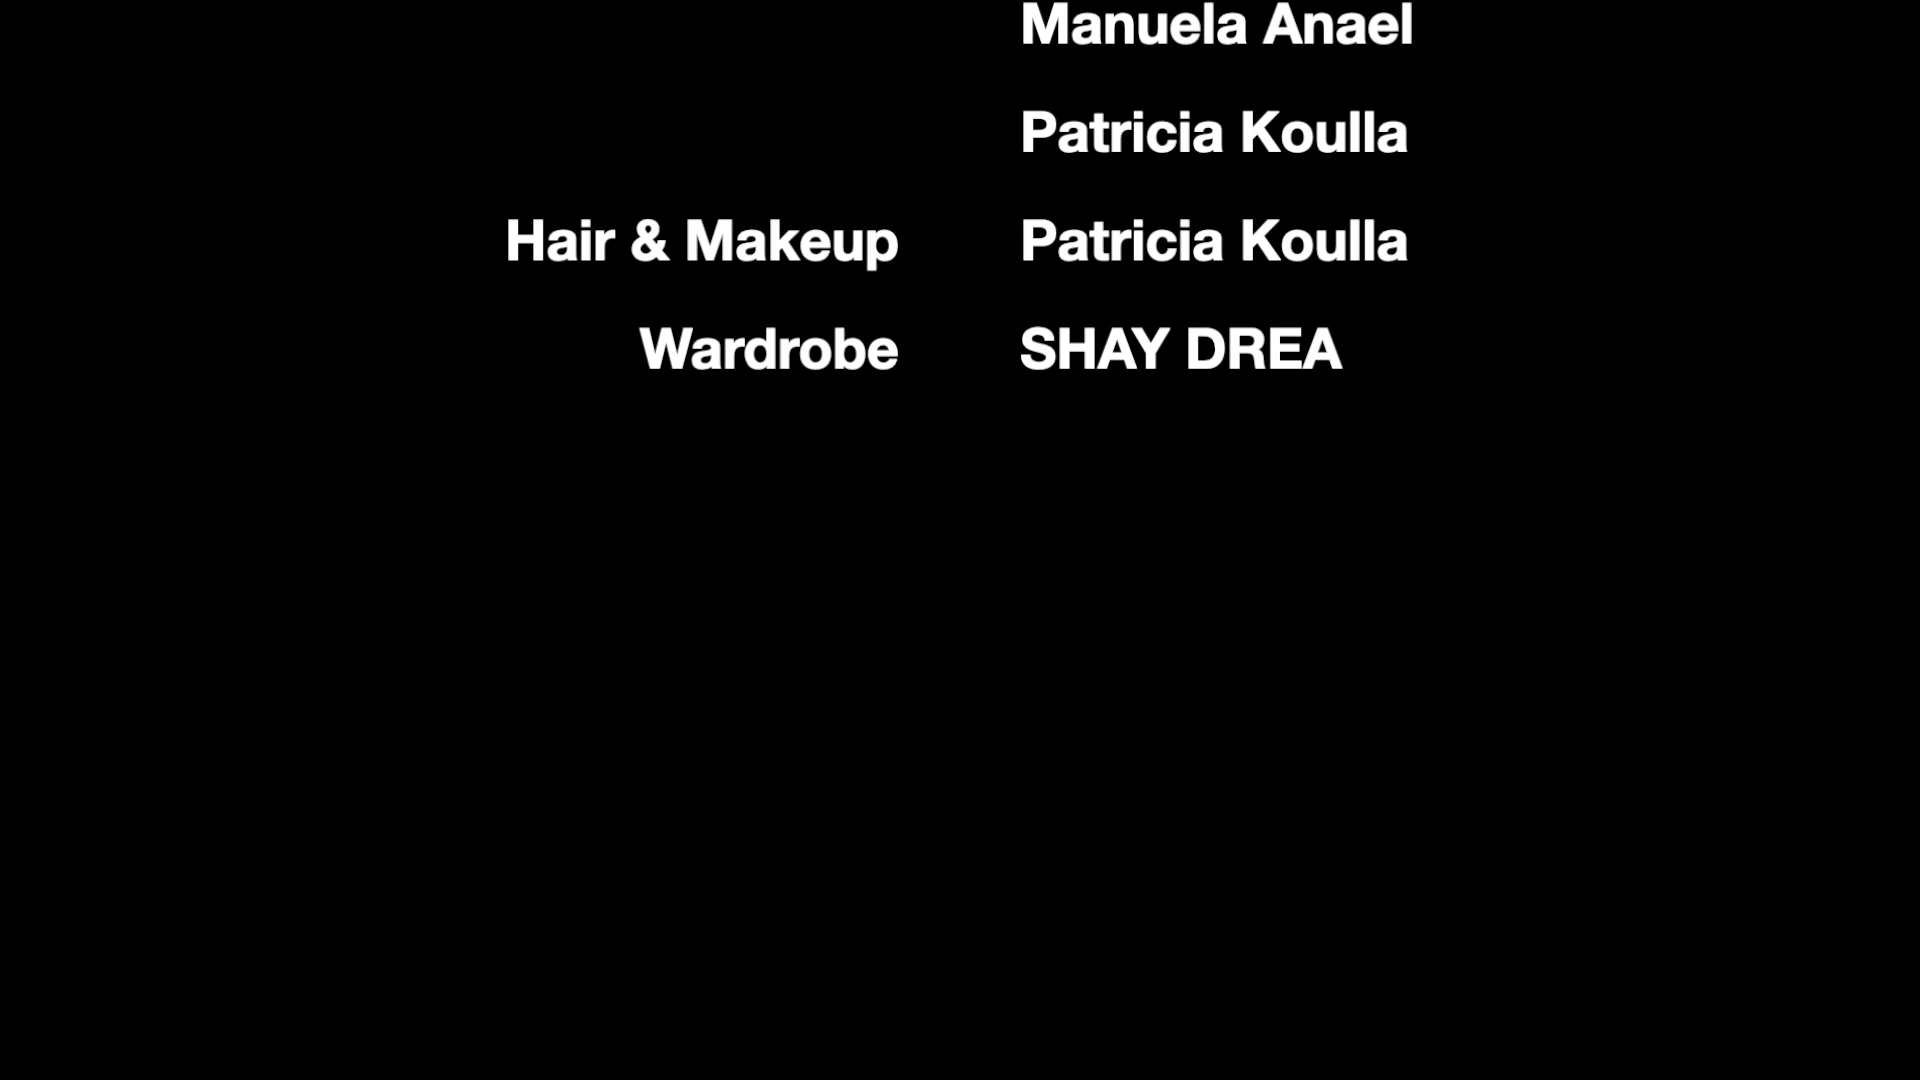 Manuela Anael
Patricia Koulla
Hair & Makeup Patricia Koulla
Wardrobe SHAY DREA